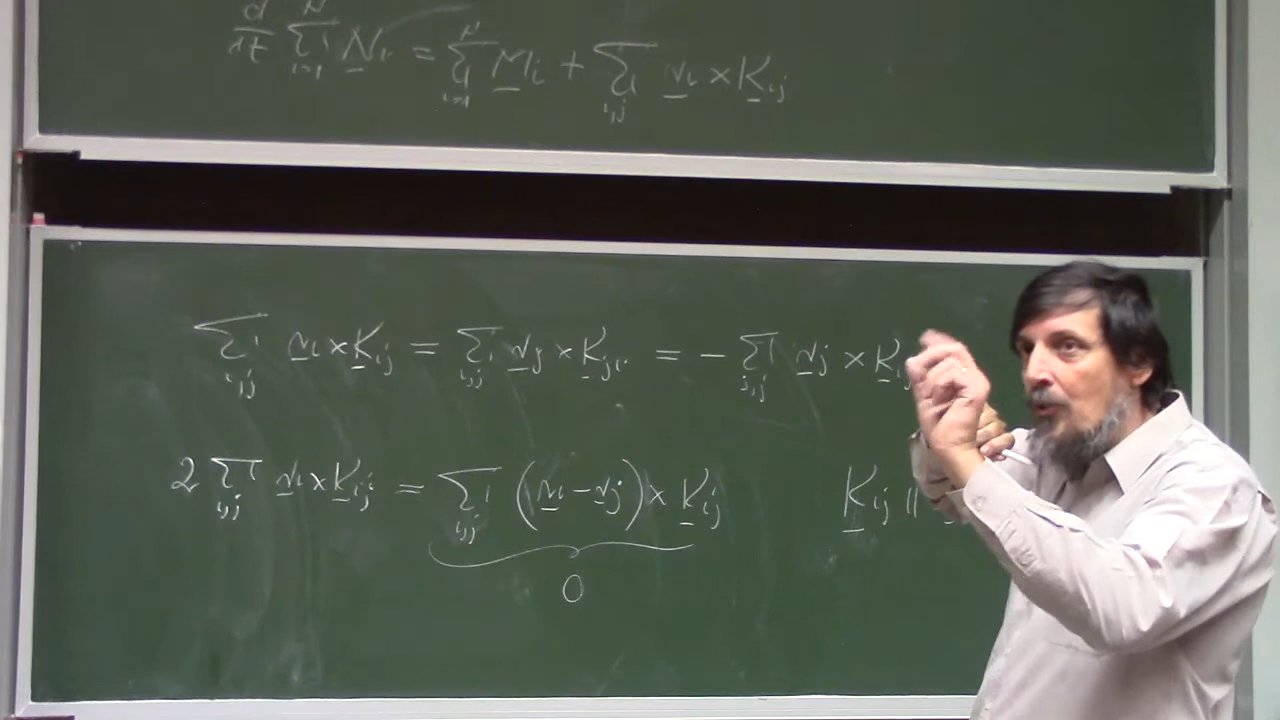 d/dt Σ_{i=1}^{N} N_i = Σ_{i=1}^{N} M_i + Σ_{i,j} r_i × K_ij
Σ_{i,j} r_i × K_ij = Σ_{i,j} r_j × K_ji = − Σ_{i,j} r_j × K_ij
2 Σ_{i,j} r_i × K_ij = Σ_{i,j} (r_i − r_j) × K_ij K_ij ||
0